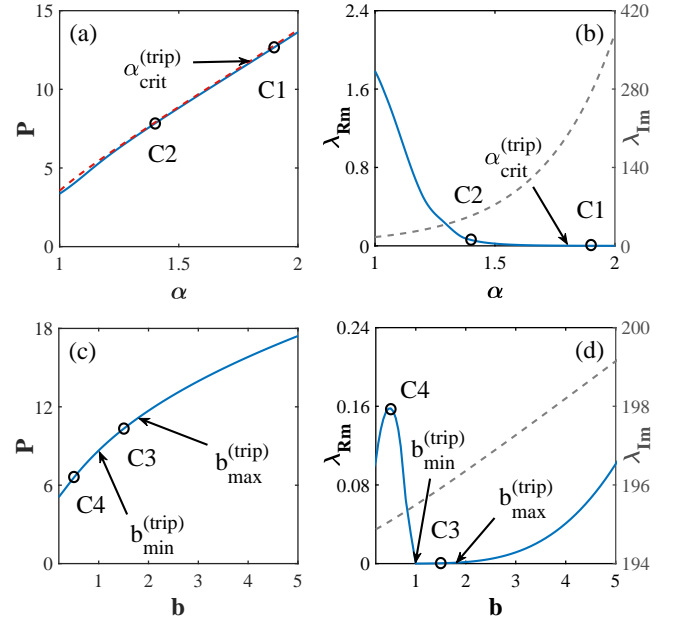 (a)
15
10
5
0
P
α_crit^(trip)
C1
C2
1
1.5
2
α
(b)
2.4
1.6
0.8
0
λ_Rm
420
280
140
0
λ_Im
α_crit^(trip)
C2
C1
1
1.5
2
α
(c)
18
12
6
0
P
C3
b_max^(trip)
C4
b_min^(trip)
1
2
3
4
5
b
(d)
0.24
0.16
0.08
0
λ_Rm
200
198
196
194
λ_Im
C4
b_min^(trip)
b_max^(trip)
C3
1
2
3
4
5
b